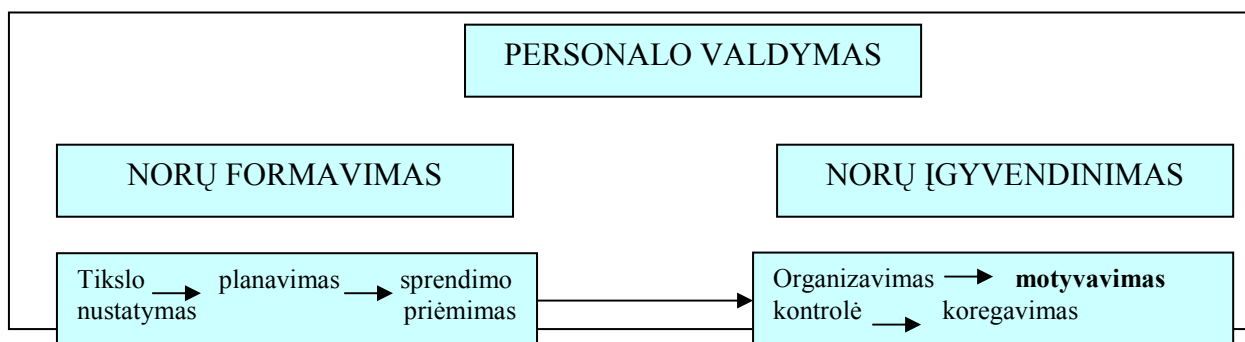 PERSONALO VALDYMAS
NORŲ FORMAVIMAS
NORŲ ĮGYVENDINIMAS
Tikslo planavimas sprendimo
nustatymas priėmimas
Organizavimas motyvavimas
kontrolė koregavimas